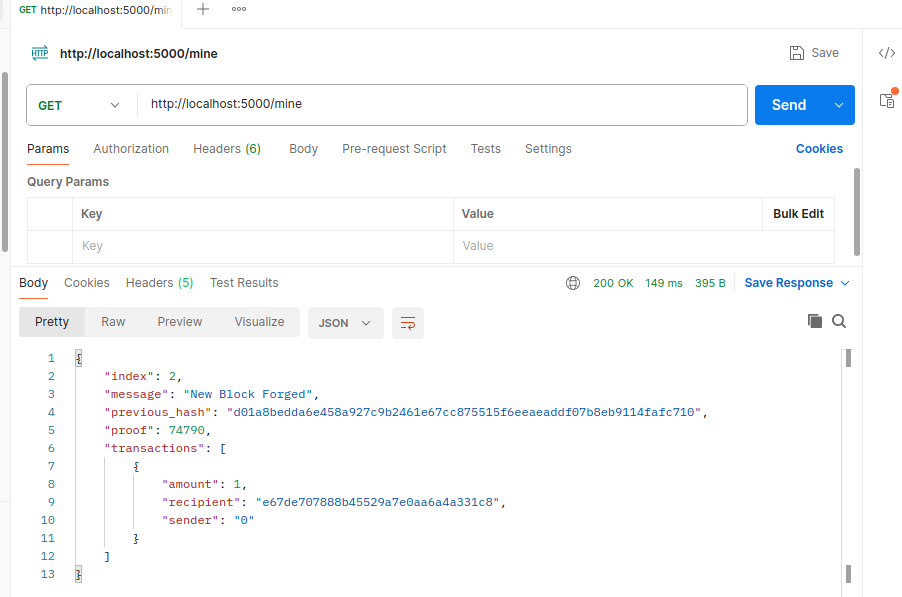 GET http://localhost:5000/min
HTTP http://localhost:5000/mine Save
GET http://localhost:5000/mine Send
Params Authorization Headers (6) Body Pre-request Script Tests Settings Cookies
Query Params
Key Value Bulk Edit
Key Value
Body Cookies Headers (5) Test Results 200 OK 149 ms 395 B Save Response
Pretty Raw Preview Visualize JSON
1 {
2 "index": 2,
3 "message": "New Block Forged",
4 "previous_hash": "d01a8bedda6e458a927c9b2461e67cc875515f6eeaeaddf07b8eb9114fafc710",
5 "proof": 74790,
6 "transactions": [
7 {
8 "amount": 1,
9 "recipient": "e67de707888b45529a7e0aa6a4a331c8",
10 "sender": "0"
11 }
12 ]
13 }